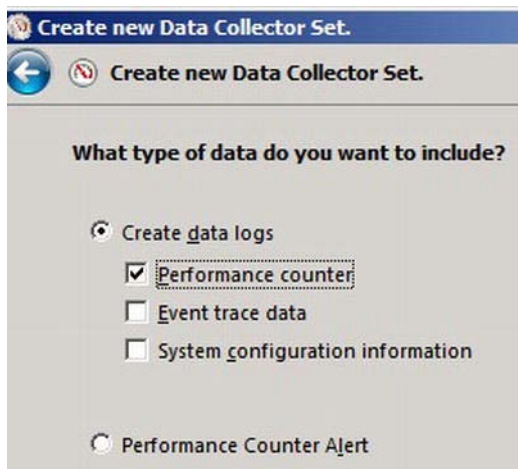 Create new Data Collector Set.
Create new Data Collector Set.
What type of data do you want to include?
Create data logs
Performance counter
Event trace data
System configuration information
Performance Counter Alert